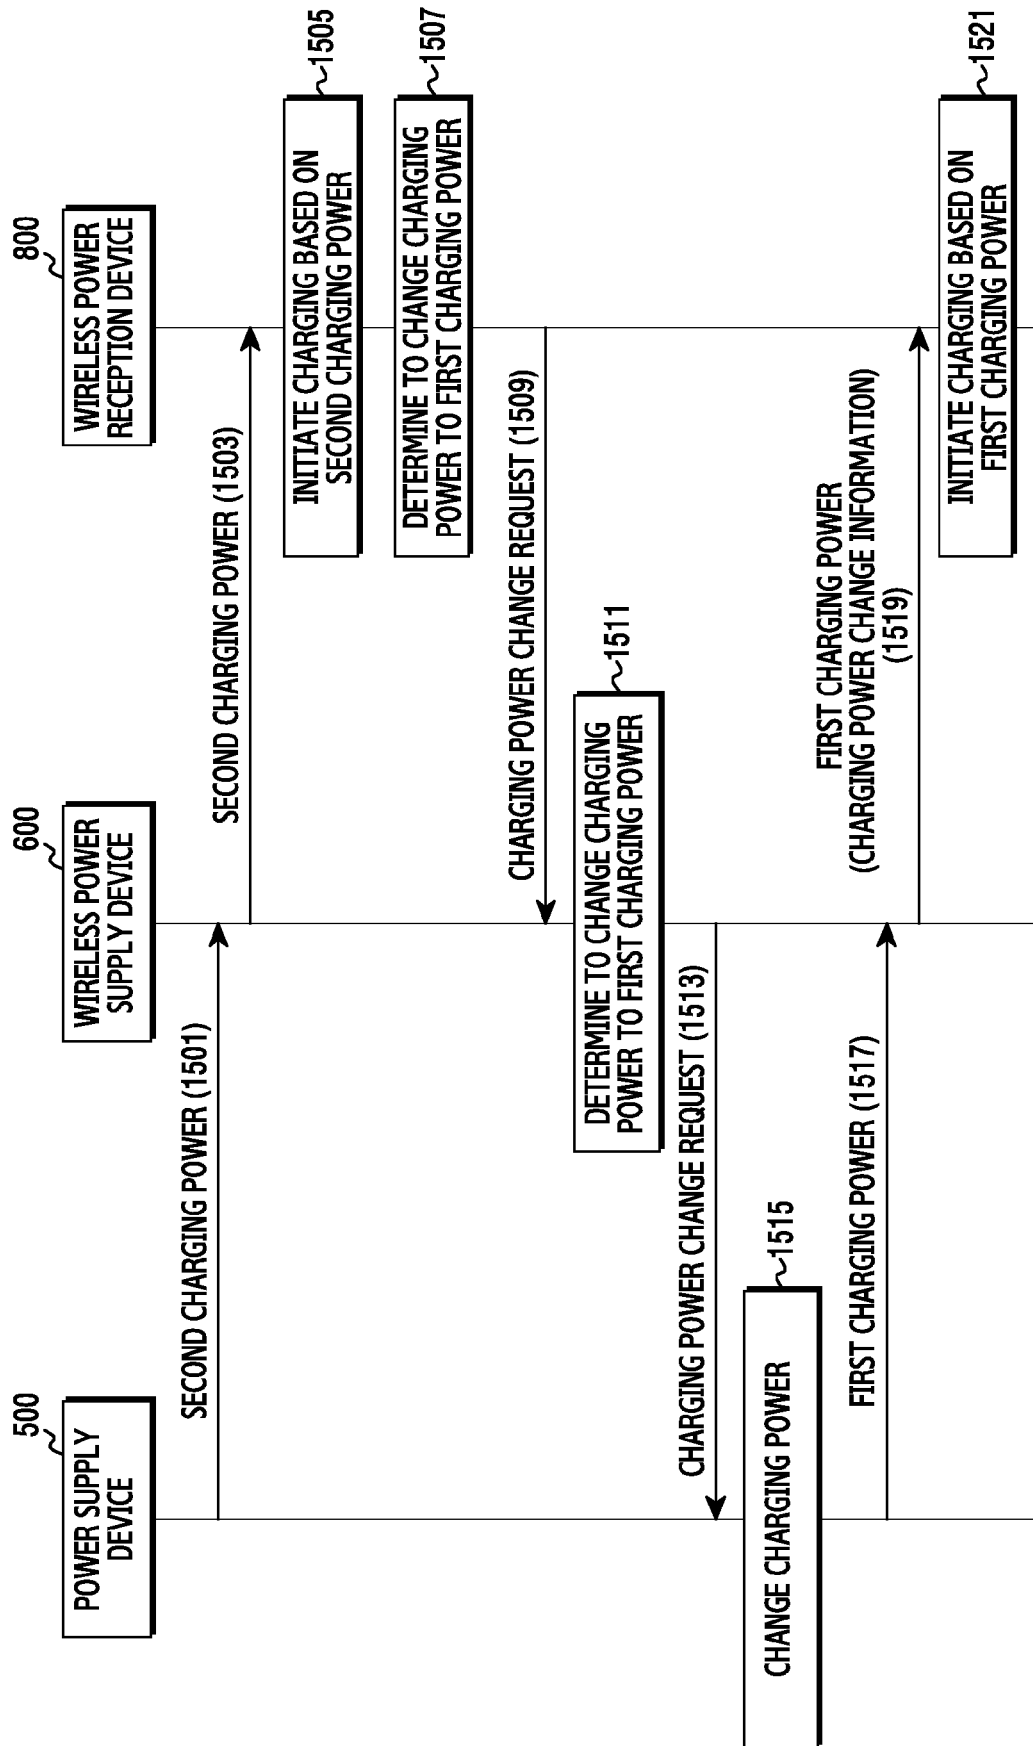 500
POWER SUPPLY
DEVICE
600
WIRELESS POWER
SUPPLY DEVICE
800
WIRELESS POWER
RECEPTION DEVICE
SECOND CHARGING POWER (1501)
SECOND CHARGING POWER (1503)
INITIATE CHARGING BASED ON
SECOND CHARGING POWER
1505
DETERMINE TO CHANGE CHARGING
POWER TO FIRST CHARGING POWER
1507
CHARGING POWER CHANGE REQUEST (1509)
DETERMINE TO CHANGE CHARGING
POWER TO FIRST CHARGING POWER
1511
CHARGING POWER CHANGE REQUEST (1513)
CHANGE CHARGING POWER
1515
FIRST CHARGING POWER (1517)
FIRST CHARGING POWER
(CHARGING POWER CHANGE INFORMATION)
(1519)
INITIATE CHARGING BASED ON
FIRST CHARGING POWER
1521